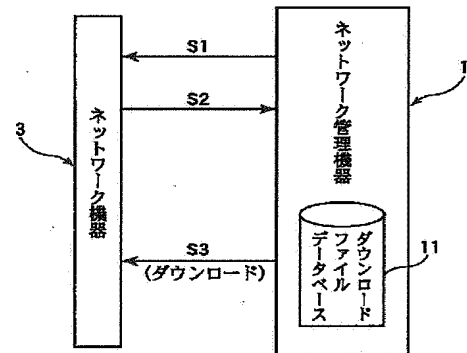 S1
S2
S3
(ダウンロード)
3
ネットワーク機器
ネットワーク管理機器
1
ダウンロード
ファイル
データベース
11